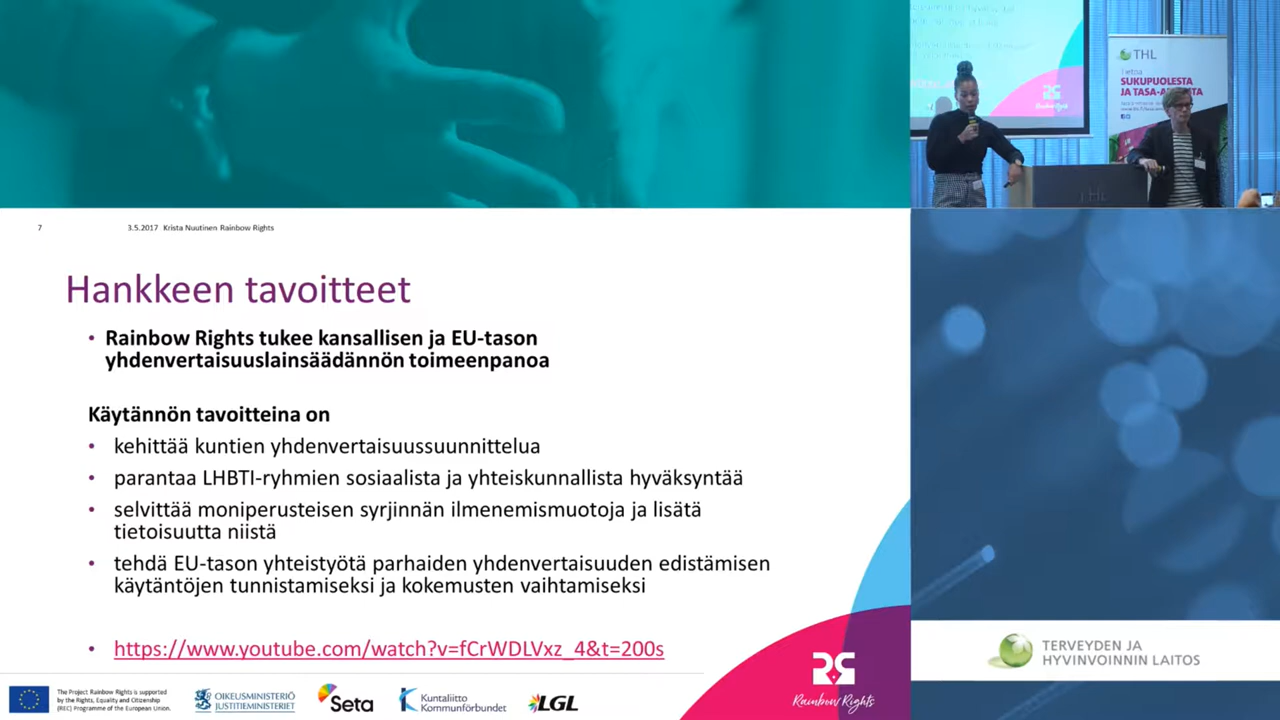 7
3.5.2017 Krista Nuutinen Rainbow Rights
Hankkeen tavoitteet
• Rainbow Rights tukee kansallisen ja EU-tason
yhdenvertaisuuslainsäädännön toimeenpanoa
Käytännön tavoitteina on
• kehittää kuntien yhdenvertaisuussuunnittelua
• parantaa LHBTI-ryhmien sosiaalista ja yhteiskunnallista hyväksyntää
• selvittää moniperusteisen syrjinnän ilmenemismuotoja ja lisätä
tietoisuutta niistä
• tehdä EU-tason yhteistyötä parhaiden yhdenvertaisuuden edistämisen
käytäntöjen tunnistamiseksi ja kokemusten vaihtamiseksi
• https://www.youtube.com/watch?v=fCrWDLVxz_4&t=200s
The Project Rainbow Rights is supported
by the Rights, Equality and Citizenship
(REC) Programme of the European Union.
OIKEUSMINISTERIÖ
JUSTITIEMINISTERIET
Seta
Kuntaliitto
Kommunförbundet
LGL
Rainbow Rights
THL
Tietoa
SUKUPUOLESTA
JA TASA-
THL
TERVEYDEN JA
HYVINVOINNIN LAITOS